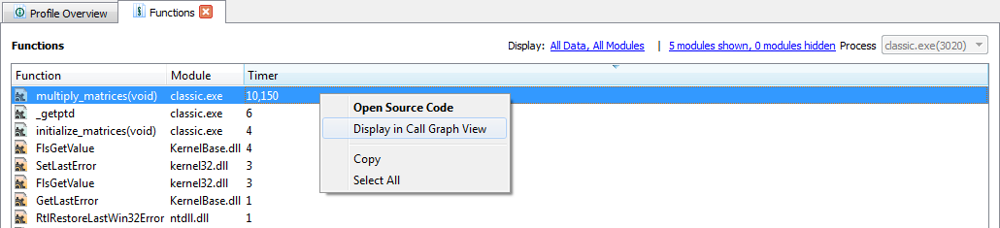 Profile Overview Functions
Functions Display: All Data, All Modules | 5 modules shown, 0 modules hidden Process classic.exe(3020)
Function Module Timer
multiply_matrices(void) classic.exe 10,150
_getptd classic.exe 6
initialize_matrices(void) classic.exe 4
FlsGetValue KernelBase.dll 4
SetLastError kernel32.dll 3
FlsGetValue kernel32.dll 3
GetLastError KernelBase.dll 1
RtlRestoreLastWin32Error ntdll.dll 1
Open Source Code
Display in Call Graph View
Copy
Select All